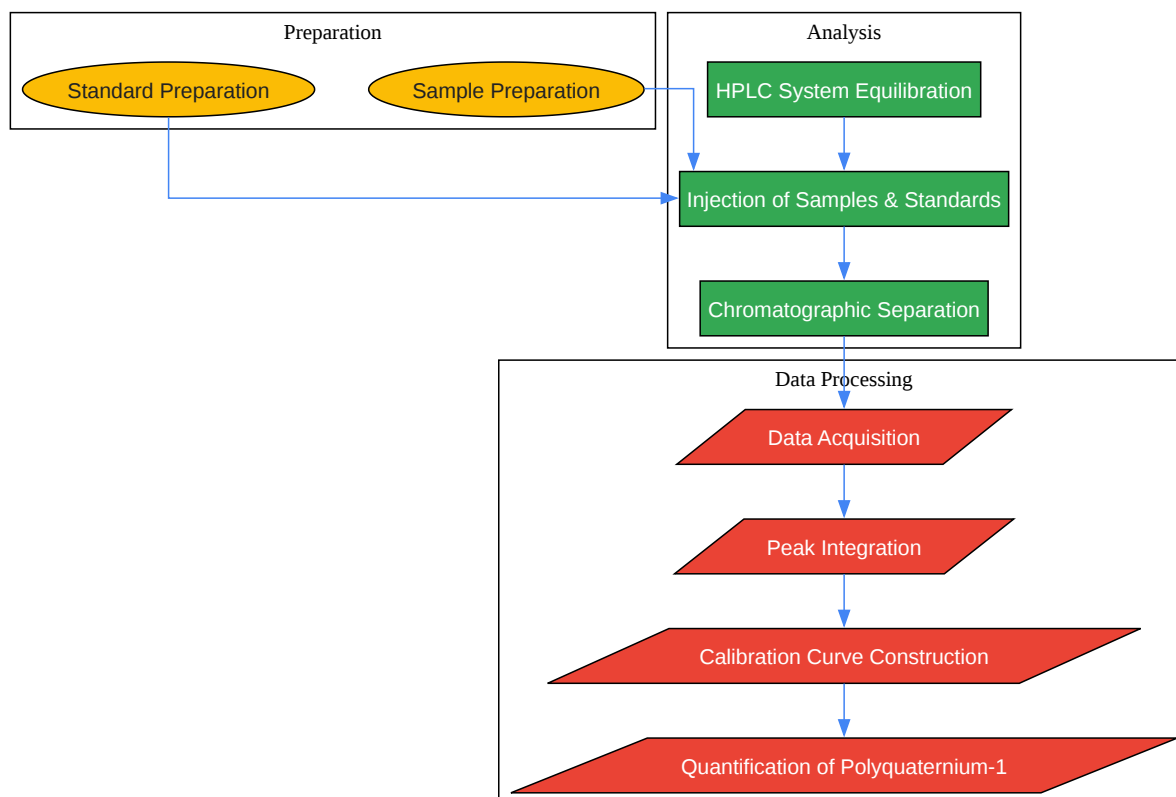 Preparation
Standard Preparation
Sample Preparation
Analysis
HPLC System Equilibration
Injection of Samples & Standards
Chromatographic Separation
Data Processing
Data Acquisition
Peak Integration
Calibration Curve Construction
Quantification of Polyquaternium-1